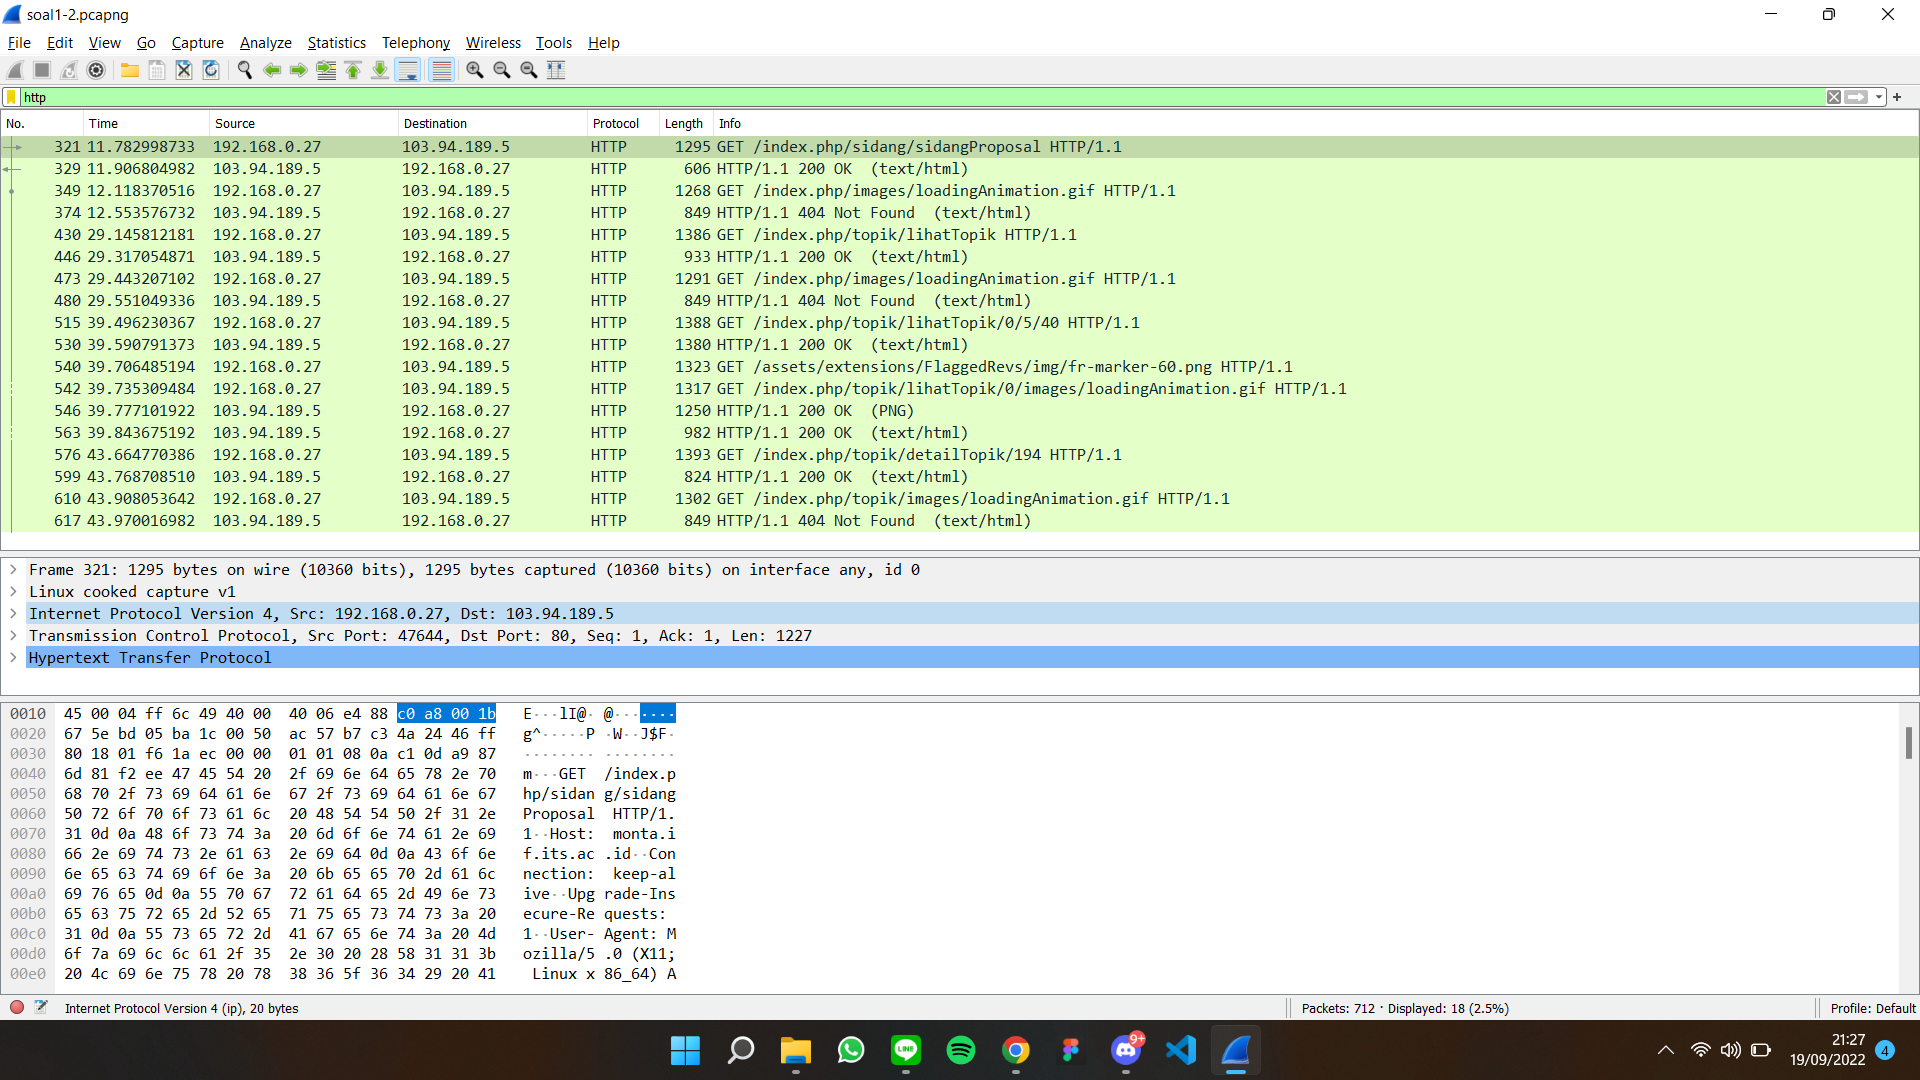 soal1-2.pcapng
File Edit View Go Capture Analyze Statistics Telephony Wireless Tools Help
http
No. Time Source Destination Protocol Length Info
321 11.782998733 192.168.0.27 103.94.189.5 HTTP 1295 GET /index.php/sidang/sidangProposal HTTP/1.1
329 11.906804982 103.94.189.5 192.168.0.27 HTTP 606 HTTP/1.1 200 OK (text/html)
349 12.118370516 192.168.0.27 103.94.189.5 HTTP 1268 GET /index.php/images/loadingAnimation.gif HTTP/1.1
374 12.553576732 103.94.189.5 192.168.0.27 HTTP 849 HTTP/1.1 404 Not Found (text/html)
430 29.145812181 192.168.0.27 103.94.189.5 HTTP 1386 GET /index.php/topik/lihatTopik HTTP/1.1
446 29.317054871 103.94.189.5 192.168.0.27 HTTP 933 HTTP/1.1 200 OK (text/html)
473 29.443207102 192.168.0.27 103.94.189.5 HTTP 1291 GET /index.php/images/loadingAnimation.gif HTTP/1.1
480 29.551049336 103.94.189.5 192.168.0.27 HTTP 849 HTTP/1.1 404 Not Found (text/html)
515 39.496230367 192.168.0.27 103.94.189.5 HTTP 1388 GET /index.php/topik/lihatTopik/0/5/40 HTTP/1.1
530 39.590791373 103.94.189.5 192.168.0.27 HTTP 1380 HTTP/1.1 200 OK (text/html)
540 39.706485194 192.168.0.27 103.94.189.5 HTTP 1323 GET /assets/extensions/FlaggedRevs/img/fr-marker-60.png HTTP/1.1
542 39.735309484 192.168.0.27 103.94.189.5 HTTP 1317 GET /index.php/topik/lihatTopik/0/images/loadingAnimation.gif HTTP/1.1
546 39.777101922 103.94.189.5 192.168.0.27 HTTP 1250 HTTP/1.1 200 OK (PNG)
563 39.843675192 103.94.189.5 192.168.0.27 HTTP 982 HTTP/1.1 200 OK (text/html)
576 43.664770386 192.168.0.27 103.94.189.5 HTTP 1393 GET /index.php/topik/detailTopik/194 HTTP/1.1
599 43.768708510 103.94.189.5 192.168.0.27 HTTP 824 HTTP/1.1 200 OK (text/html)
610 43.908053642 192.168.0.27 103.94.189.5 HTTP 1302 GET /index.php/topik/images/loadingAnimation.gif HTTP/1.1
617 43.970016982 103.94.189.5 192.168.0.27 HTTP 849 HTTP/1.1 404 Not Found (text/html)
Frame 321: 1295 bytes on wire (10360 bits), 1295 bytes captured (10360 bits) on interface any, id 0
Linux cooked capture v1
Internet Protocol Version 4, Src: 192.168.0.27, Dst: 103.94.189.5
Transmission Control Protocol, Src Port: 47644, Dst Port: 80, Seq: 1, Ack: 1, Len: 1227
Hypertext Transfer Protocol
0010 45 00 04 ff 6c 49 40 00 40 06 e4 88 c0 a8 00 1b E···lI@· @·······
0020 67 5e bd 05 ba 1c 00 50 ac 57 b7 c3 4a 24 46 ff g^·····P ·W··J$F·
0030 80 18 01 f6 1a ec 00 00 01 01 08 0a c1 0d a9 87 ········ ········
0040 6d 81 f2 ee 47 45 54 20 2f 69 6e 64 65 78 2e 70 m···GET /index.p
0050 68 70 2f 73 69 64 61 6e 67 2f 73 69 64 61 6e 67 hp/sidan g/sidang
0060 50 72 6f 70 6f 73 61 6c 20 48 54 54 50 2f 31 2e Proposal HTTP/1.
0070 31 0d 0a 48 6f 73 74 3a 20 6d 6f 6e 74 61 2e 69 1··Host: monta.i
0080 66 2e 69 74 73 2e 61 63 2e 69 64 0d 0a 43 6f 6e f.its.ac .id··Con
0090 6e 65 63 74 69 6f 6e 3a 20 6b 65 65 70 2d 61 6c nection: keep-al
00a0 69 76 65 0d 0a 55 70 67 72 61 64 65 2d 49 6e 73 ive··Upg rade-Ins
00b0 65 63 75 72 65 2d 52 65 71 75 65 73 74 73 3a 20 ecure-Re quests:
00c0 31 0d 0a 55 73 65 72 2d 41 67 65 6e 74 3a 20 4d 1··User- Agent: M
00d0 6f 7a 69 6c 6c 61 2f 35 2e 30 20 28 58 31 31 3b ozilla/5 .0 (X11;
00e0 20 4c 69 6e 75 78 20 78 38 36 5f 36 34 29 20 41 Linux x 86_64) A
Internet Protocol Version 4 (ip), 20 bytes
Packets: 712 · Displayed: 18 (2.5%)
Profile: Default
LINE
9+
21:27
19/09/2022
4